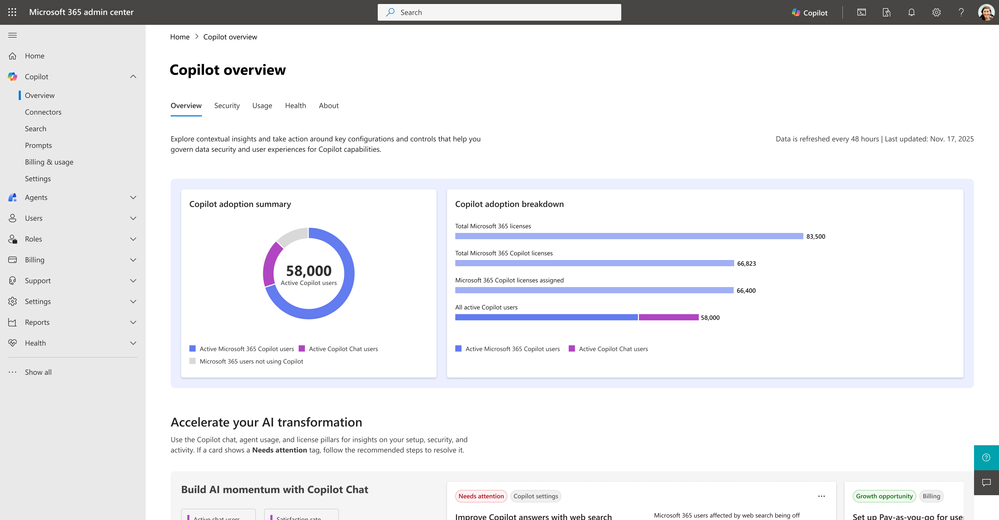 Microsoft 365 admin center
Search
Copilot
?
Home
Copilot
Overview
Connectors
Search
Prompts
Billing & usage
Settings
Agents
Users
Roles
Billing
Support
Settings
Reports
Health
Show all
Home > Copilot overview
Copilot overview
Overview Security Usage Health About
Explore contextual insights and take action around key configurations and controls that help you
govern data security and user experiences for Copilot capabilities.
Data is refreshed every 48 hours | Last updated: Nov. 17, 2025
Copilot adoption summary
58,000
Active Copilot users
Active Microsoft 365 Copilot users Active Copilot Chat users
Microsoft 365 users not using Copilot
Copilot adoption breakdown
Total Microsoft 365 licenses
83,500
Total Microsoft 365 Copilot licenses
66,823
Microsoft 365 Copilot licenses assigned
66,400
All active Copilot users
58,000
Active Microsoft 365 Copilot users Active Copilot Chat users
Accelerate your AI transformation
Use the Copilot chat, agent usage, and license pillars for insights on your setup, security, and
activity. If a card shows a Needs attention tag, follow the recommended steps to resolve it.
Build AI momentum with Copilot Chat
Active chat users Satisfaction rate
Needs attention Copilot settings
Improve Copilot answers with web search
Microsoft 365 users affected by web search being off
Growth opportunity Billing
Set up Pay-as-you-go for use